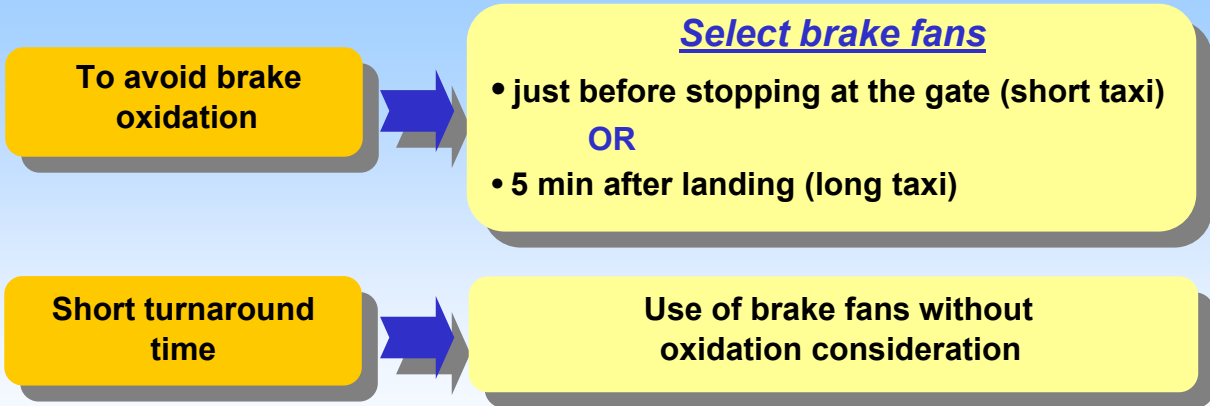 To avoid brake
oxidation
Select brake fans
• just before stopping at the gate (short taxi)
OR
• 5 min after landing (long taxi)
Short turnaround
time
Use of brake fans without
oxidation consideration